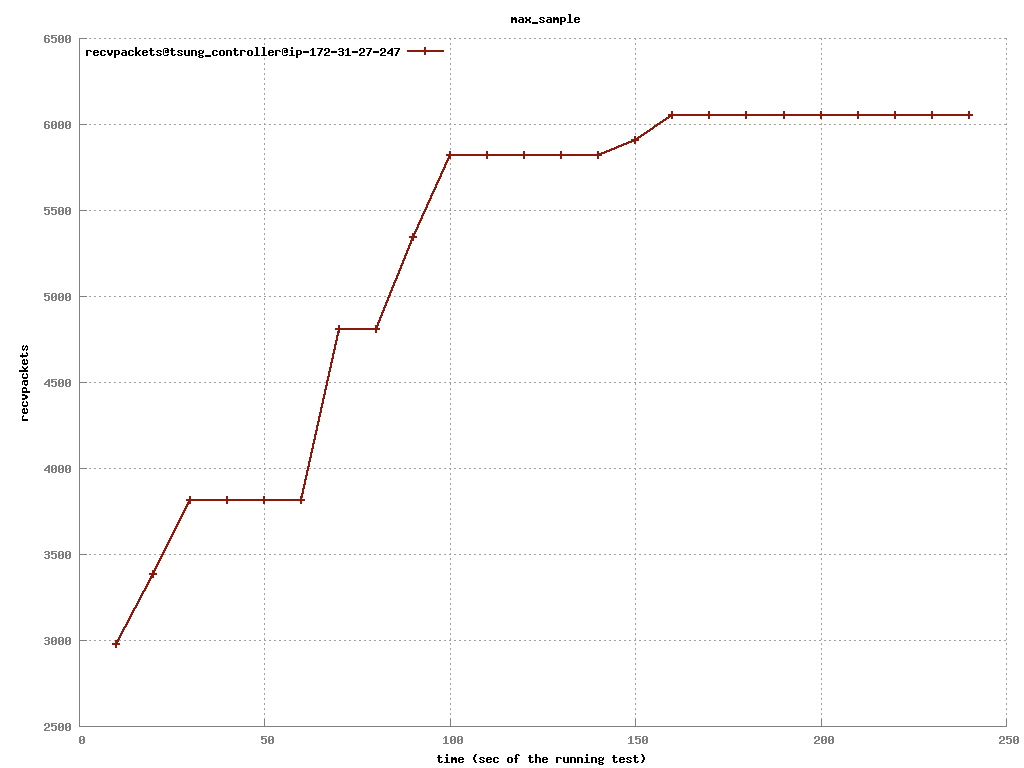 max_sample
recvpackets@tsung_controller@ip-172-31-27-247
6500
6000
5500
5000
4500
4000
3500
3000
2500
recvpackets
0 50 100 150 200 250
time (sec of the running test)